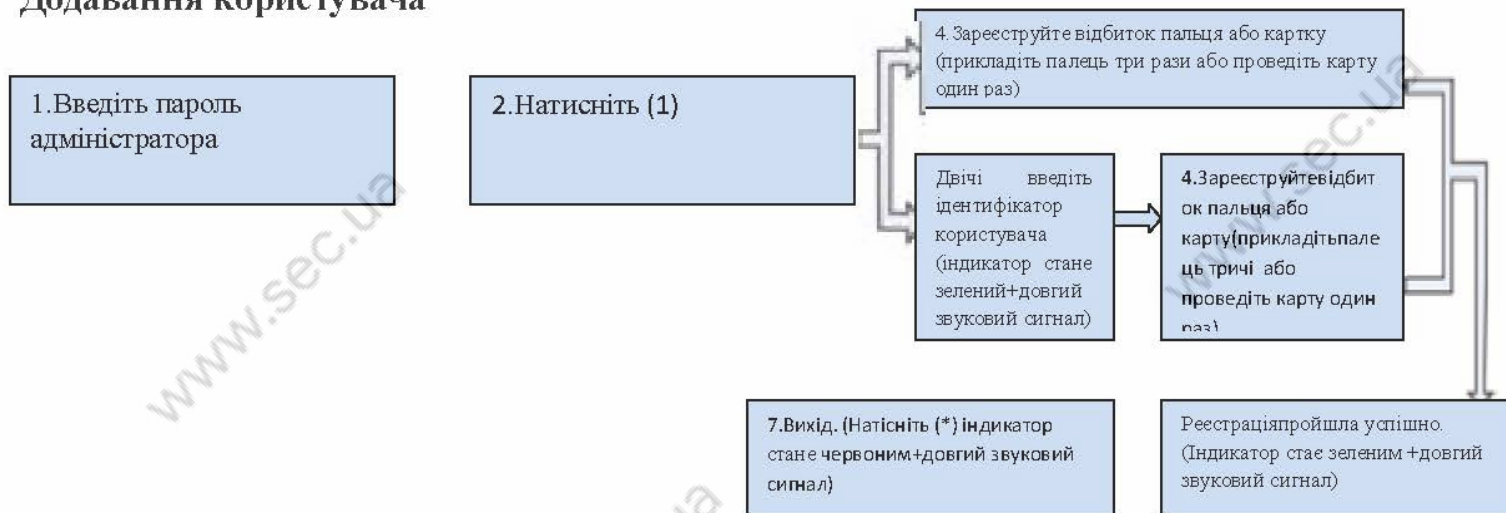 Додавання користувача
1.Введіть пароль
адміністратора
2.Натисніть (1)
4. Зареєструйте відбиток пальця або картку
(прикладіть палець три рази або проведіть карту
один раз)
Двічі введіть
ідентифікатор
користувача
(індикатор стане
зелений+довгий
звуковий сигнал)
4.Зареєструйтевідбит
ок пальця або
карту(прикладітьпале
ць тричі або
проведіть карту один
раз)
7.Вихід. (Натісніть (*) індикатор
стане червоним+довгий звуковий
сигнал)
Реєстраціяпройшла успішно.
(Індикатор стає зеленим +довгий
звуковий сигнал)
www.sec.ua
www.sec.ua
www.sec.ua
ua